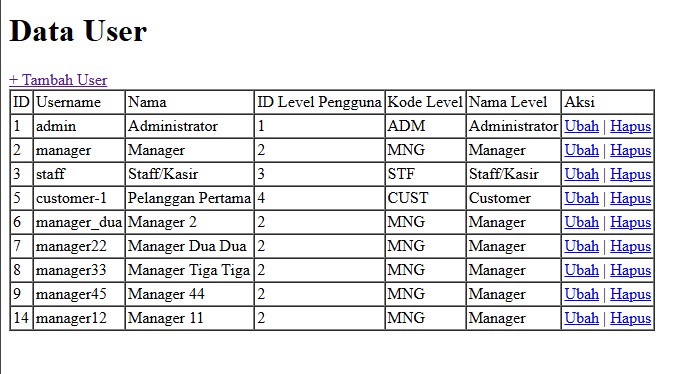 Data User
+ Tambah User
ID Username Nama ID Level Pengguna Kode Level Nama Level Aksi
1 admin Administrator 1 ADM Administrator Ubah | Hapus
2 manager Manager 2 MNG Manager Ubah | Hapus
3 staff Staff/Kasir 3 STF Staff/Kasir Ubah | Hapus
5 customer-1 Pelanggan Pertama 4 CUST Customer Ubah | Hapus
6 manager_dua Manager 2 2 MNG Manager Ubah | Hapus
7 manager22 Manager Dua Dua 2 MNG Manager Ubah | Hapus
8 manager33 Manager Tiga Tiga 2 MNG Manager Ubah | Hapus
9 manager45 Manager 44 2 MNG Manager Ubah | Hapus
14 manager12 Manager 11 2 MNG Manager Ubah | Hapus